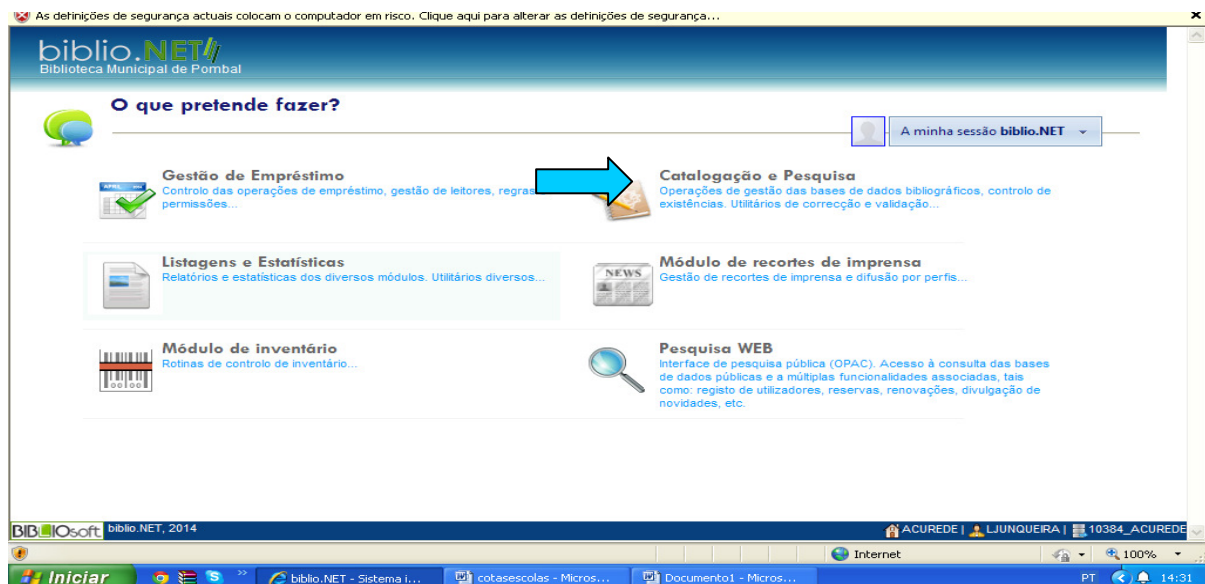 As definições de segurança actuais colocam o computador em risco. Clique aqui para alterar as definições de segurança...
biblio.NET
Biblioteca Municipal de Pombal
O que pretende fazer?
A minha sessão biblio.NET
Gestão de Empréstimo
Controlo das operações de empréstimo, gestão de leitores, regras
permissões...
Catalogação e Pesquisa
Operações de gestão das bases de dados bibliográficos, controlo de
existências. Utilitários de correcção e validação...
Listagens e Estatísticas
Relatórios e estatísticas dos diversos módulos. Utilitários diversos...
NEWS
Módulo de recortes de imprensa
Gestão de recortes de imprensa e difusão por perfis...
Módulo de inventário
Rotinas de controlo de inventário...
Pesquisa WEB
Interface de pesquisa pública (OPAC). Acesso à consulta das bases
de dados públicas e a múltiplas funcionalidades associadas, tais
como: registo de utilizadores, reservas, renovações, divulgação de
novidades, etc.
BIBLIOsoft biblio.NET, 2014
ACUREDE | LJUNQUEIRA | 10384_ACUREDE
Internet
100%
Iniciar
biblio.NET - Sistema i...
cotasescolas - Micros...
Documento1 - Micros...
PT
14:31